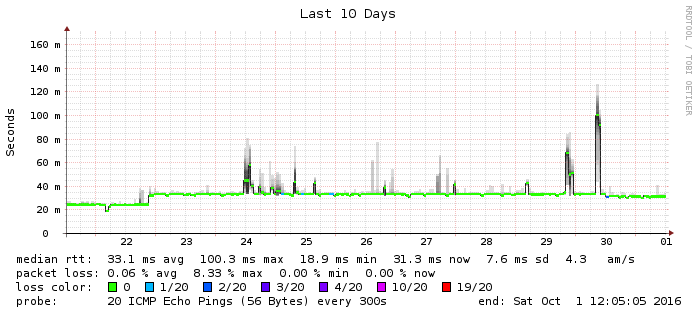 Last 10 Days
RRDTOOL / TOBI OETIKER
Seconds
160 m
140 m
120 m
100 m
80 m
60 m
40 m
20 m
0
22 23 24 25 26 27 28 29 30 01
median rtt: 33.1 ms avg 100.3 ms max 18.9 ms min 31.3 ms now 7.6 ms sd 4.3 am/s
packet loss: 0.06 % avg 8.33 % max 0.00 % min 0.00 % now
loss color: 0 1/20 2/20 3/20 4/20 10/20 19/20
probe: 20 ICMP Echo Pings (56 Bytes) every 300s end: Sat Oct 1 12:05:05 2016